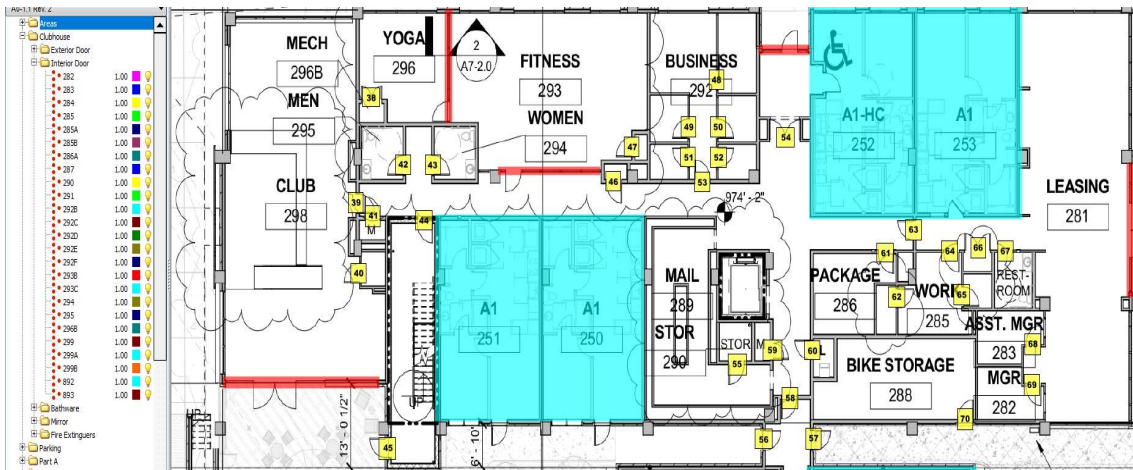 A0-1.1 Rev. 2
Areas
Clubhouse
Exterior Door
Interior Door
282 1.00
283 1.00
284 1.00
285 1.00
285A 1.00
285B 1.00
286A 1.00
287 1.00
290 1.00
291 1.00
292B 1.00
292C 1.00
292D 1.00
292E 1.00
292F 1.00
293B 1.00
293C 1.00
294 1.00
295 1.00
296B 1.00
299 1.00
299A 1.00
299B 1.00
892 1.00
893 1.00
Bathware
Mirror
Fire Extinguers
Parking
Part A
MECH
296B
MEN
295
YOGA
296
2
A7-2.0
FITNESS
293
WOMEN
294
BUSINESS
292
A1-HC
252
A1
253
LEASING
281
CLUB
298
M
974' - 2"
A1
251
A1
250
MAIL
289
STOR
290
STOR
M
PACKAGE
286
WORK
285
REST-
ROOM
ASST. MGR
283
MGR
282
BIKE STORAGE
288
UP
13' - 0 1/2"
6' - 10"
38
39
40
41
42
43
44
45
46
47
48
49
50
51
52
53
54
55
56
57
58
59
60
61
62
63
64
65
66
67
68
69
70